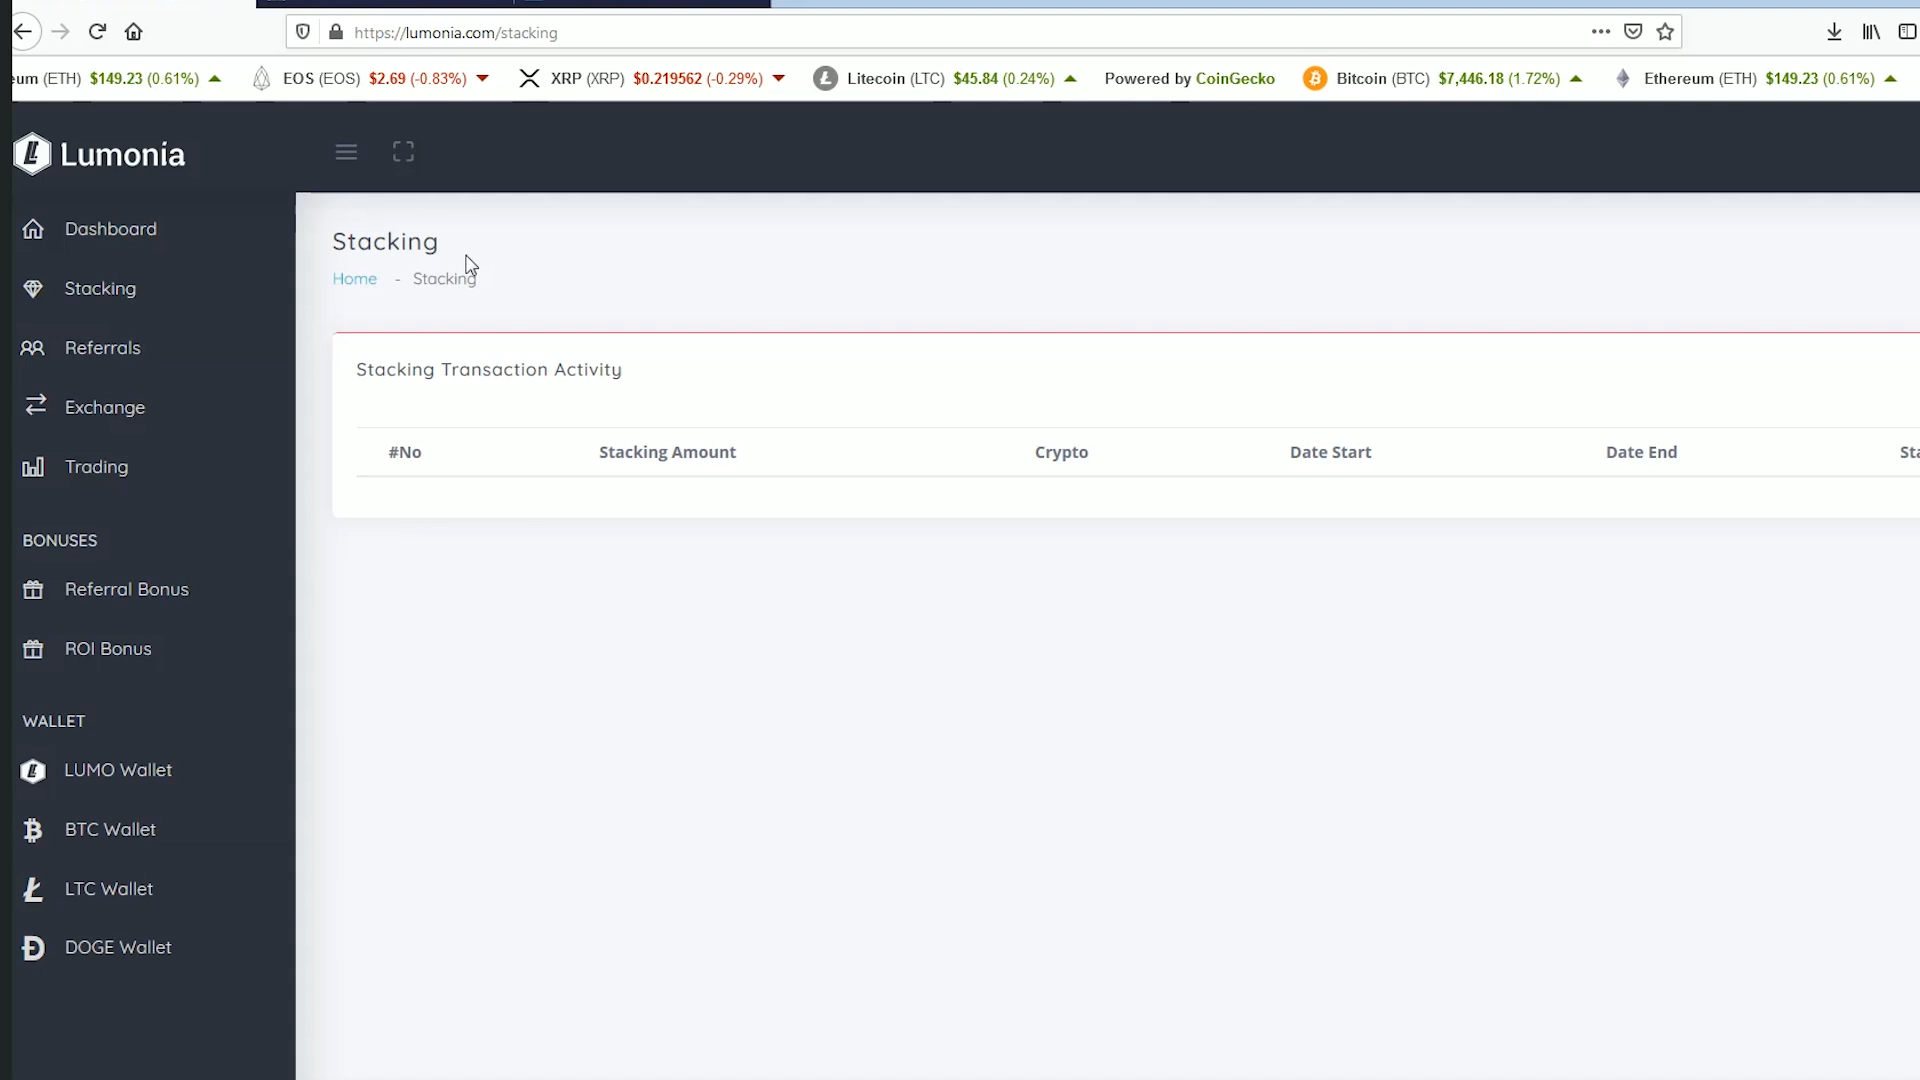 https://lumonia.com/stacking
um (ETH) $149.23 (0.61%) EOS (EOS) $2.69 (-0.83%) XRP (XRP) $0.219562 (-0.29%) Litecoin (LTC) $45.84 (0.24%) Powered by CoinGecko Bitcoin (BTC) $7,446.18 (1.72%) Ethereum (ETH) $149.23 (0.61%)
Lumonia
Dashboard
Stacking
Referrals
Exchange
Trading
BONUSES
Referral Bonus
ROI Bonus
WALLET
LUMO Wallet
BTC Wallet
LTC Wallet
DOGE Wallet
Stacking
Home - Stacking
Stacking Transaction Activity
#No Stacking Amount Crypto Date Start Date End Sta